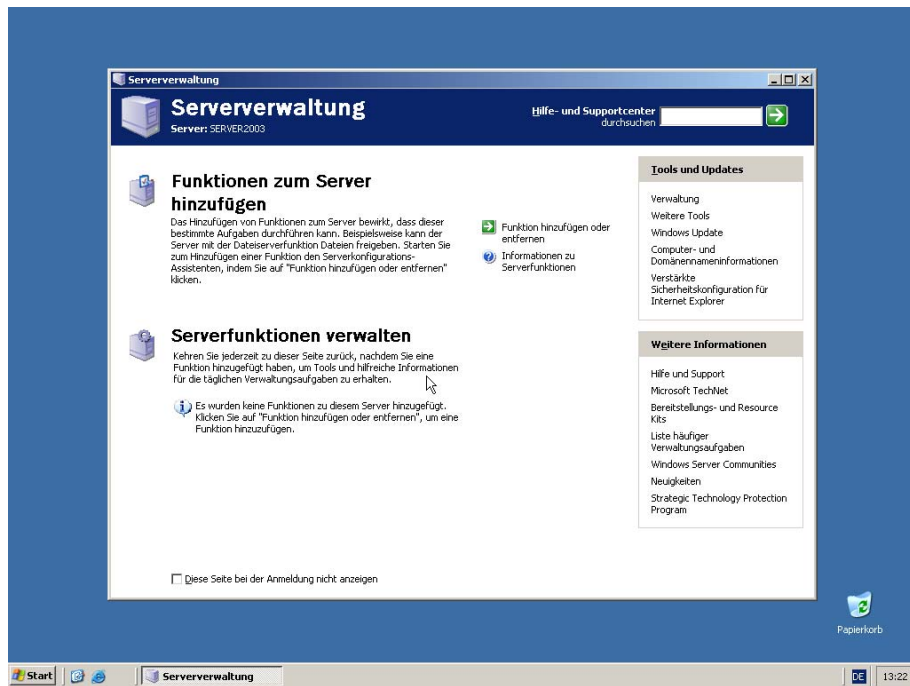 Serververwaltung
Serververwaltung
Server: SERVER2003
Hilfe- und Supportcenter
durchsuchen
Funktionen zum Server
hinzufügen
Das Hinzufügen von Funktionen zum Server bewirkt, dass dieser
bestimmte Aufgaben durchführen kann. Beispielsweise kann der
Server mit der Dateiserverfunktion Dateien freigeben. Starten Sie
zum Hinzufügen einer Funktion den Serverkonfigurations-
Assistenten, indem Sie auf "Funktion hinzufügen oder entfernen"
klicken.
Funktion hinzufügen oder
entfernen
Informationen zu
Serverfunktionen
Serverfunktionen verwalten
Kehren Sie jederzeit zu dieser Seite zurück, nachdem Sie eine
Funktion hinzugefügt haben, um Tools und hilfreiche Informationen
für die täglichen Verwaltungsaufgaben zu erhalten.
Es wurden keine Funktionen zu diesem Server hinzugefügt.
Klicken Sie auf "Funktion hinzufügen oder entfernen", um eine
Funktion hinzuzufügen.
Tools und Updates
Verwaltung
Weitere Tools
Windows Update
Computer- und
Domänennameninformationen
Verstärkte
Sicherheitskonfiguration für
Internet Explorer
Weitere Informationen
Hilfe und Support
Microsoft TechNet
Bereitstellungs- und Resource
Kits
Liste häufiger
Verwaltungsaufgaben
Windows Server Communities
Neuigkeiten
Strategic Technology Protection
Program
Diese Seite bei der Anmeldung nicht anzeigen
Papierkorb
Start
Serververwaltung
DE
13:22